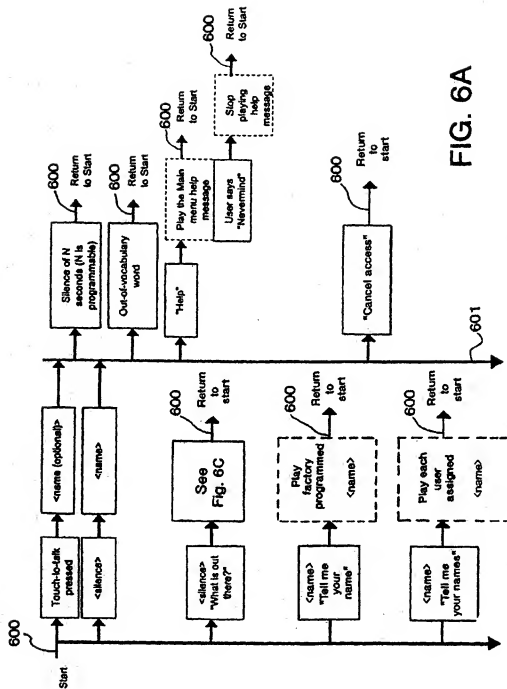 600
Start
Touch-to-talk
pressed
<name (optional)>
<silence>
<name>
Silence of N
seconds (N is
programmable)
600
Return
to Start
Out-of-vocabulary
word
600
Return
to Start
"Help"
Play the Main
menu help
message
600
Return
to Start
User says
"Nevermind"
Stop
playing
help
message
600
Return
to Start
<silence>
"What is out
there?"
See
Fig. 6C
600
Return
to
start
<name>
"Tell me
your
name"
Play
factory
programmed
<name>
600
Return
to
start
"Cancel access"
600
Return
to
start
<name>
"Tell me
your names"
Play each
user
assigned
<name>
600
Return
to
start
601
FIG. 6A